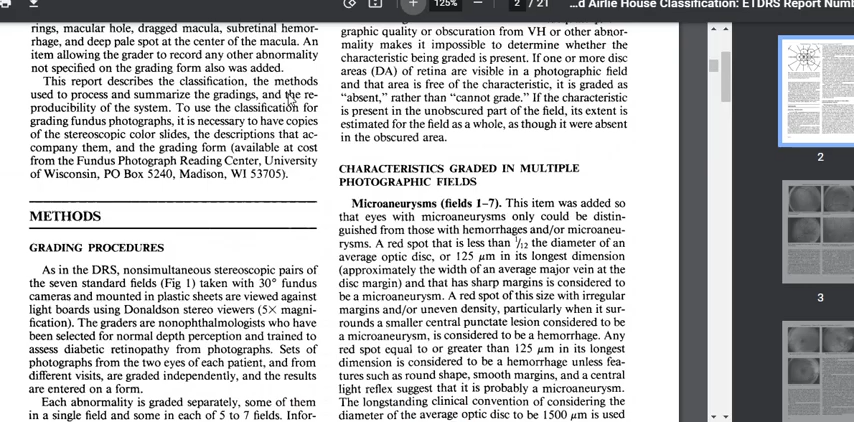 125%
2 / 21
...d Airlie House Classification: ETDRS Report Numb
rings, macular hole, dragged macula, subretinal hemor-
rhage, and deep pale spot at the center of the macula. An
item allowing the grader to record any other abnormality
not specified on the grading form also was added.
This report describes the classification, the methods
used to process and summarize the gradings, and the re-
producibility of the system. To use the classification for
grading fundus photographs, it is necessary to have copies
of the stereoscopic color slides, the descriptions that ac-
company them, and the grading form (available at cost
from the Fundus Photograph Reading Center, University
of Wisconsin, PO Box 5240, Madison, WI 53705).
METHODS
GRADING PROCEDURES
As in the DRS, nonsimultaneous stereoscopic pairs of
the seven standard fields (Fig 1) taken with 30° fundus
cameras and mounted in plastic sheets are viewed against
light boards using Donaldson stereo viewers (5× magni-
fication). The graders are nonophthalmologists who have
been selected for normal depth perception and trained to
assess diabetic retinopathy from photographs. Sets of
photographs from the two eyes of each patient, and from
different visits, are graded independently, and the results
are entered on a form.
Each abnormality is graded separately, some of them
in a single field and some in each of 5 to 7 fields. Infor-
graphic quality or obscuration from VH or other abnor-
mality makes it impossible to determine whether the
characteristic being graded is present. If one or more disc
areas (DA) of retina are visible in a photographic field
and that area is free of the characteristic, it is graded as
“absent,” rather than “cannot grade.” If the characteristic
is present in the unobscured part of the field, its extent is
estimated for the field as a whole, as though it were absent
in the obscured area.
CHARACTERISTICS GRADED IN MULTIPLE
PHOTOGRAPHIC FIELDS
Microaneurysms (fields 1–7). This item was added so
that eyes with microaneurysms only could be distin-
guished from those with hemorrhages and/or microaneu-
rysms. A red spot that is less than 1/12 the diameter of an
average optic disc, or 125 μm in its longest dimension
(approximately the width of an average major vein at the
disc margin) and that has sharp margins is considered to
be a microaneurysm. A red spot of this size with irregular
margins and/or uneven density, particularly when it sur-
rounds a smaller central punctate lesion considered to be
a microaneurysm, is considered to be a hemorrhage. Any
red spot equal to or greater than 125 μm in its longest
dimension is considered to be a hemorrhage unless fea-
tures such as round shape, smooth margins, and a central
light reflex suggest that it is probably a microaneurysm.
The longstanding clinical convention of considering the
diameter of the average optic disc to be 1500 μm is used
2
3